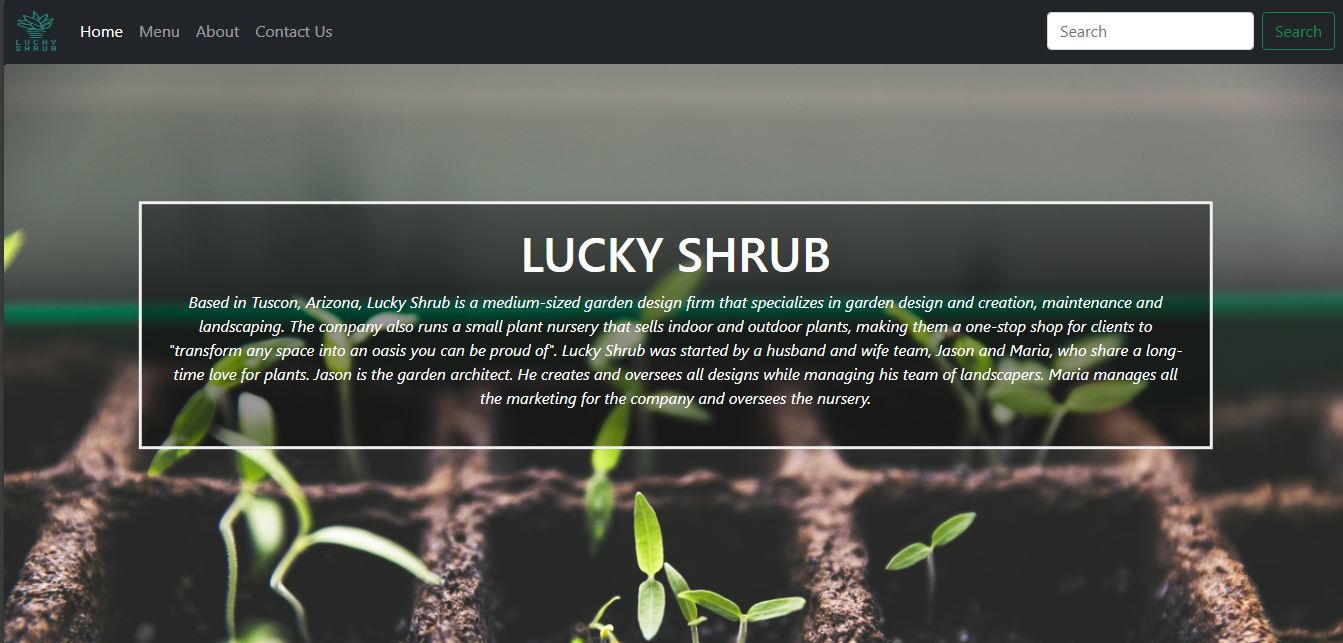 LUCKY
SHRUB
Home Menu About Contact Us
Search Search
LUCKY SHRUB
Based in Tuscon, Arizona, Lucky Shrub is a medium-sized garden design firm that specializes in garden design and creation, maintenance and
landscaping. The company also runs a small plant nursery that sells indoor and outdoor plants, making them a one-stop shop for clients to
"transform any space into an oasis you can be proud of". Lucky Shrub was started by a husband and wife team, Jason and Maria, who share a long-
time love for plants. Jason is the garden architect. He creates and oversees all designs while managing his team of landscapers. Maria manages all
the marketing for the company and oversees the nursery.